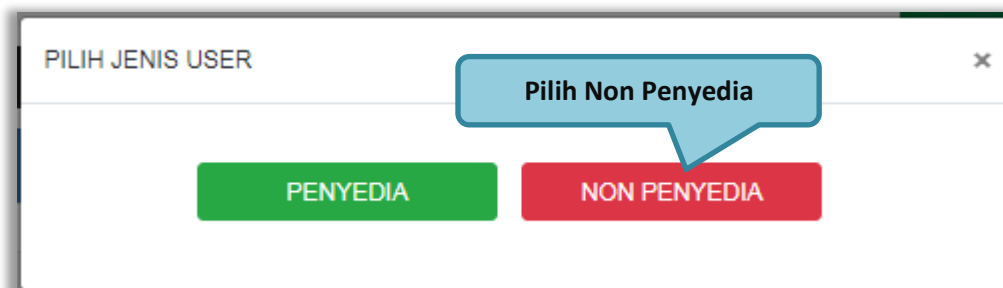 PILIH JENIS USER
×
Pilih Non Penyedia
PENYEDIA
NON PENYEDIA